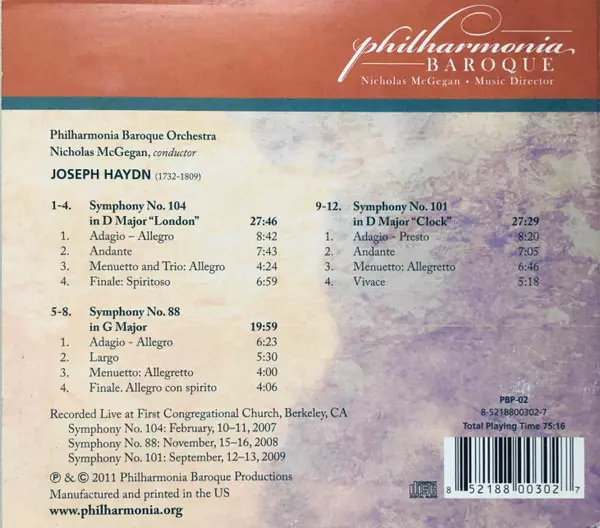 philharmonia
BAROQUE
Nicholas McGegan • Music Director
Philharmonia Baroque Orchestra
Nicholas McGegan, conductor
JOSEPH HAYDN (1732-1809)
1-4. Symphony No. 104
in D Major “London” 27:46
1. Adagio – Allegro 8:42
2. Andante 7:43
3. Menuetto and Trio: Allegro 4:24
4. Finale: Spiritoso 6:59
5-8. Symphony No. 88
in G Major 19:59
1. Adagio - Allegro 6:23
2. Largo 5:30
3. Menuetto: Allegretto 4:00
4. Finale. Allegro con spirito 4:06
9-12. Symphony No. 101
in D Major “Clock” 27:29
1. Adagio - Presto 8:20
2. Andante 7:05
3. Menuetto: Allegretto 6:46
4. Vivace 5:18
Recorded Live at First Congregational Church, Berkeley, CA
Symphony No. 104: February, 10–11, 2007
Symphony No. 88: November, 15–16, 2008
Symphony No. 101: September, 12–13, 2009
℗ & © 2011 Philharmonia Baroque Productions
Manufactured and printed in the US
www.philharmonia.org
PBP-02
8-5218800302-7
Total Playing Time 75:16
COMPACT
disc
DIGITAL AUDIO
8 52188 00302 7